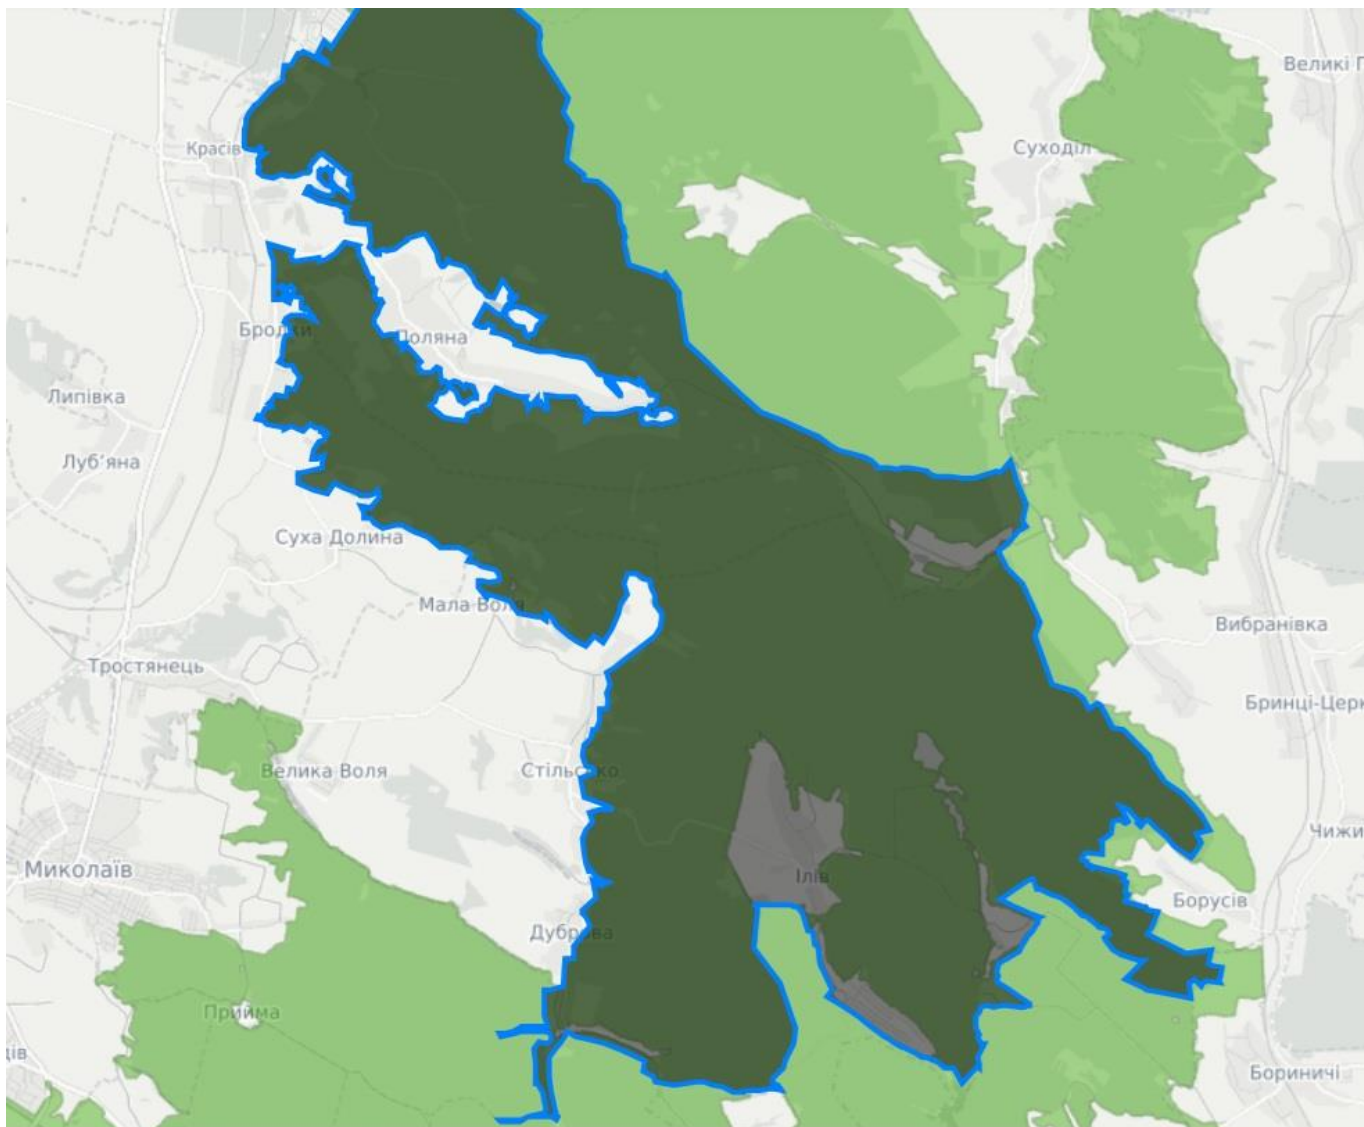 Великі
Красів
Суходіл
Бродки
Поляна
Липівка
Луб'яна
Суха Долина
Мала Воля
Вибранівка
Тростянець
Бринці-Церк
Велика Воля
Стільсько
Чижи
Миколаїв
Ілів
Борусів
Дуброва
Прийма
Бориничі